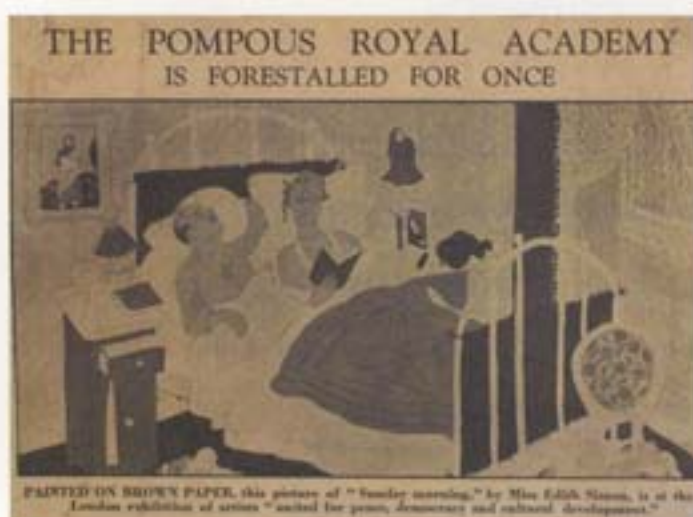 THE POMPOUS ROYAL ACADEMY
IS FORESTALLED FOR ONCE
PAINTED ON BROWN PAPER, this picture of "Sunday morning," by Miss Edith Simon, is at the
London exhibition of artists "united for peace, democracy and cultural development."